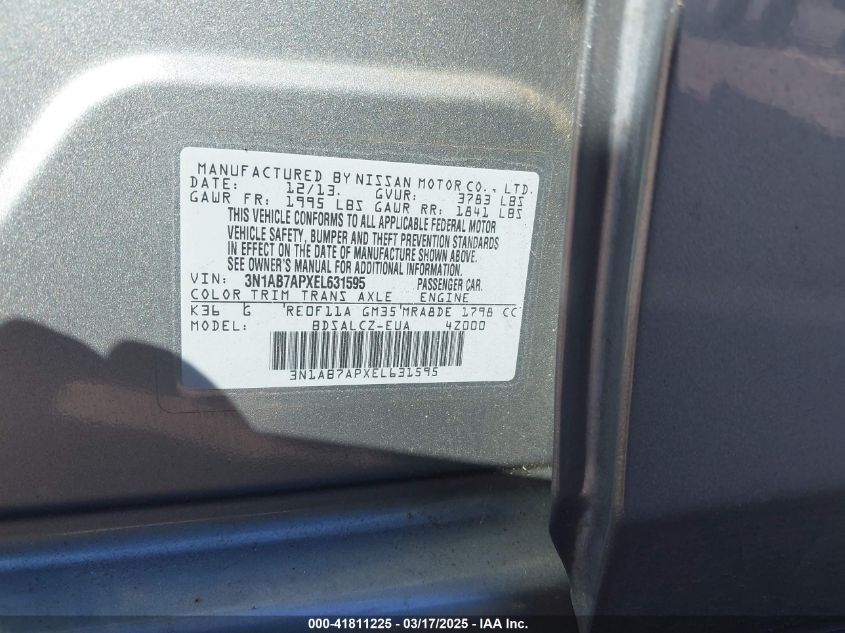 MANUFACTURED BY NISSAN MOTOR CO., LTD.
DATE: 12/13. GVWR: 3783 LBS
GAWR FR: 1995 LBS GAWR RR: 1841 LBS
THIS VEHICLE CONFORMS TO ALL APPLICABLE FEDERAL MOTOR
VEHICLE SAFETY, BUMPER AND THEFT PREVENTION STANDARDS
IN EFFECT ON THE DATE OF MANUFACTURE SHOWN ABOVE.
SEE OWNER'S MANUAL FOR ADDITIONAL INFORMATION.
VIN: 3N1AB7APXEL631595 PASSENGER CAR.
COLOR TRIM TRANS AXLE ENGINE
K36 G RE0F11A GM35 MRA8DE 1798 CC
MODEL: BDSALCZ-EUA 4Z000
3N1AB7APXEL631595
000-41811225 - 03/17/2025 - IAA Inc.